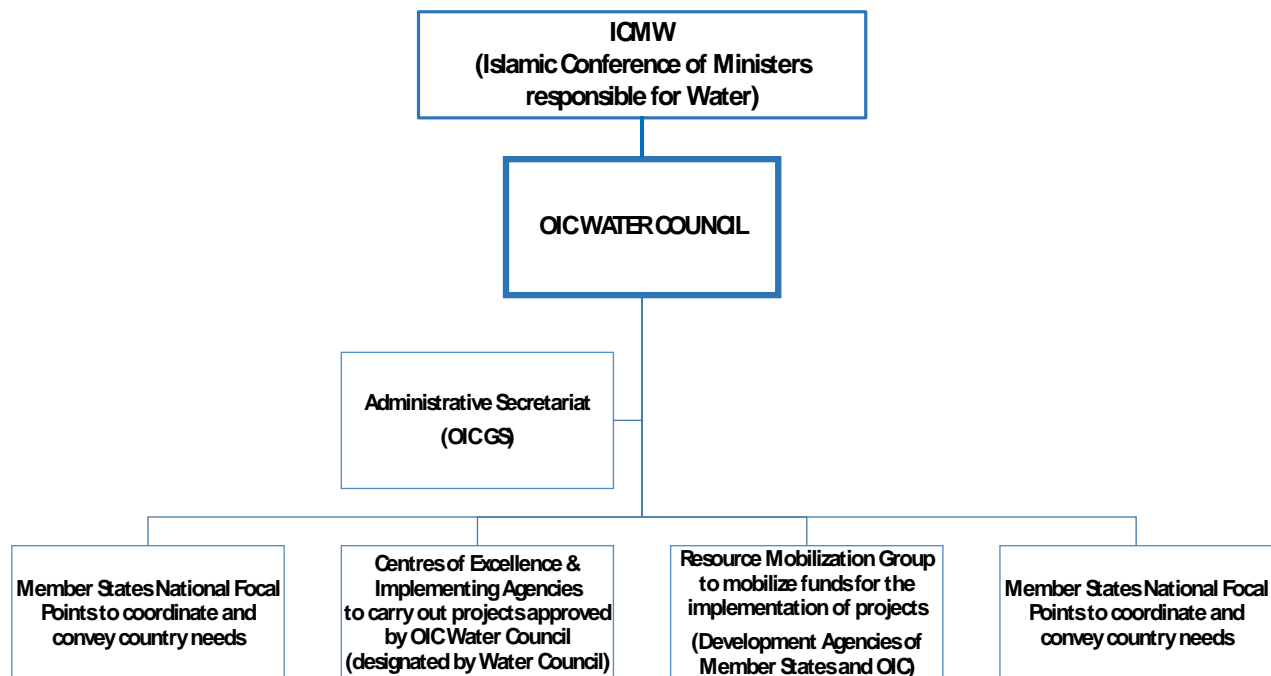 ICMW
(Islamic Conference of Ministers
responsible for Water)
OIC WATER COUNCIL
Administrative Secretariat
(OIC GS)
Member States National Focal
Points to coordinate and
convey country needs
Centres of Excellence &
Implementing Agencies
to carry out projects approved
by OIC Water Council
(designated by Water Council)
Resource Mobilization Group
to mobilize funds for the
implementation of projects
(Development Agencies of
Member States and OIC)
Member States National Focal
Points to coordinate and
convey country needs